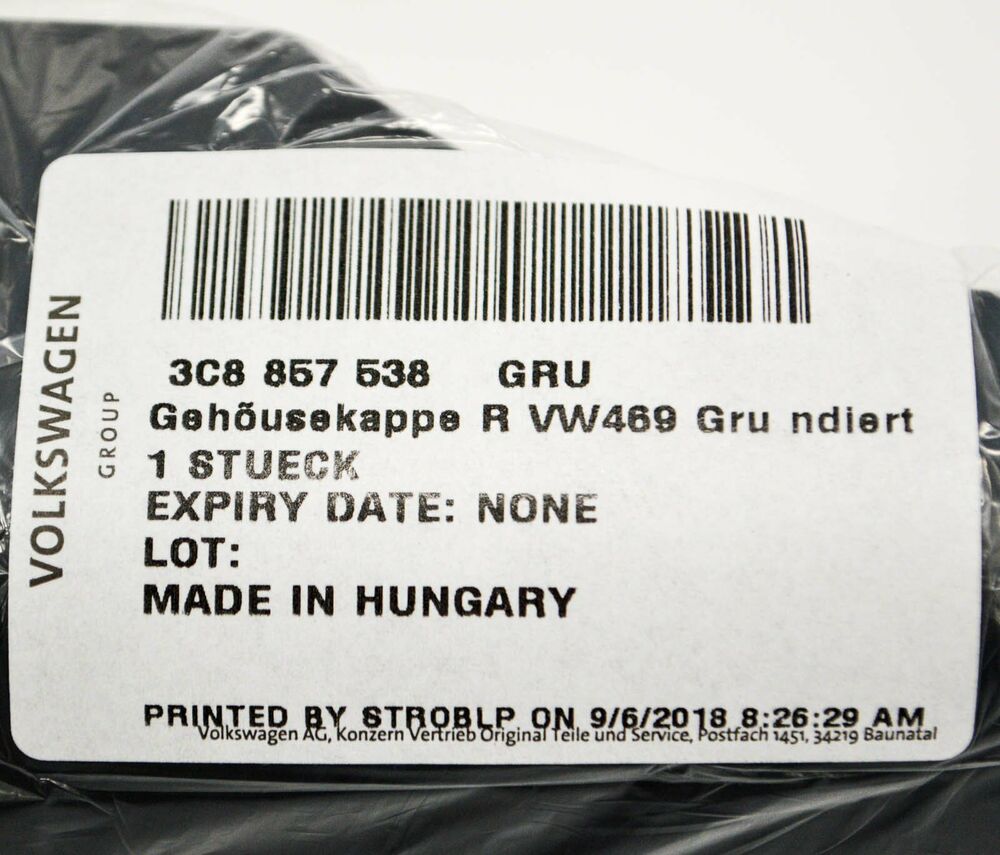 VOLKSWAGEN
GROUP
3C8 857 538 GRU
Gehõusekappe R VW469 Gru ndiert
1 STUECK
EXPIRY DATE: NONE
LOT:
MADE IN HUNGARY
PRINTED BY STROBLP ON 9/6/2018 8:26:29 AM
Volkswagen AG, Konzern Vertrieb Original Teile und Service, Postfach 1451, 34219 Baunatal